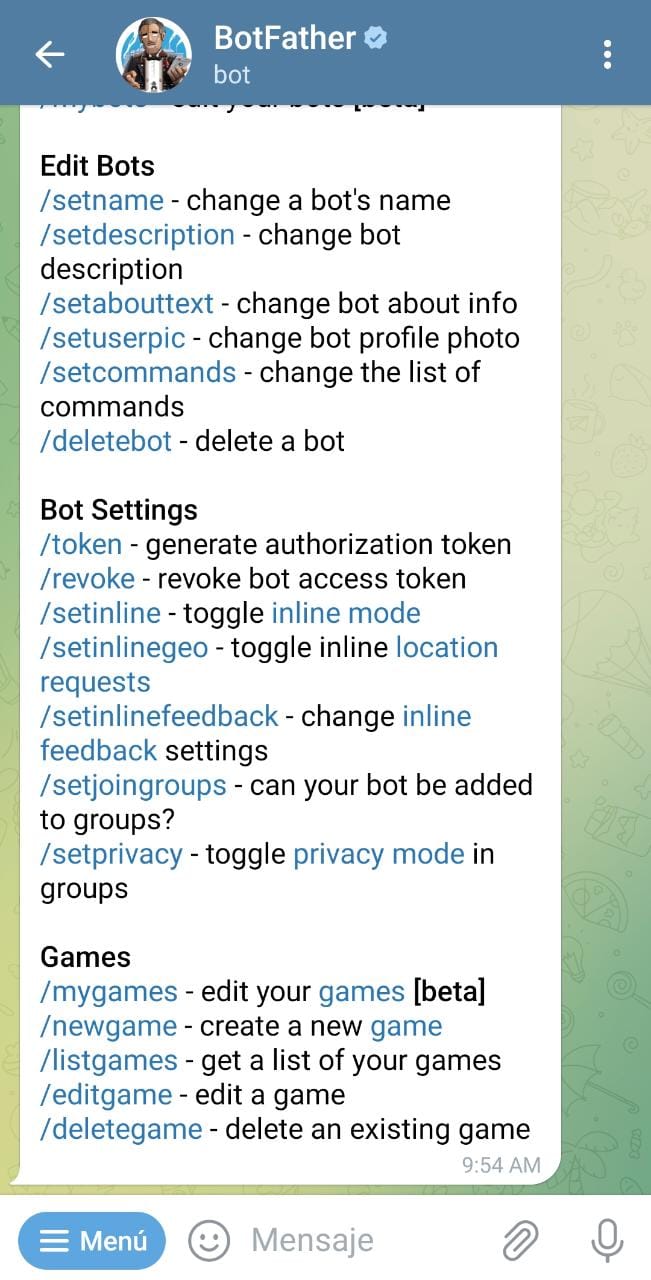 BotFather
bot
/mybots - edit your bots [beta]
Edit Bots
/setname - change a bot's name
/setdescription - change bot
description
/setabouttext - change bot about info
/setuserpic - change bot profile photo
/setcommands - change the list of
commands
/deletebot - delete a bot
Bot Settings
/token - generate authorization token
/revoke - revoke bot access token
/setinline - toggle inline mode
/setinlinegeo - toggle inline location
requests
/setinlinefeedback - change inline
feedback settings
/setjoingroups - can your bot be added
to groups?
/setprivacy - toggle privacy mode in
groups
Games
/mygames - edit your games [beta]
/newgame - create a new game
/listgames - get a list of your games
/editgame - edit a game
/deletegame - delete an existing game
9:54 AM
Menú
Mensaje